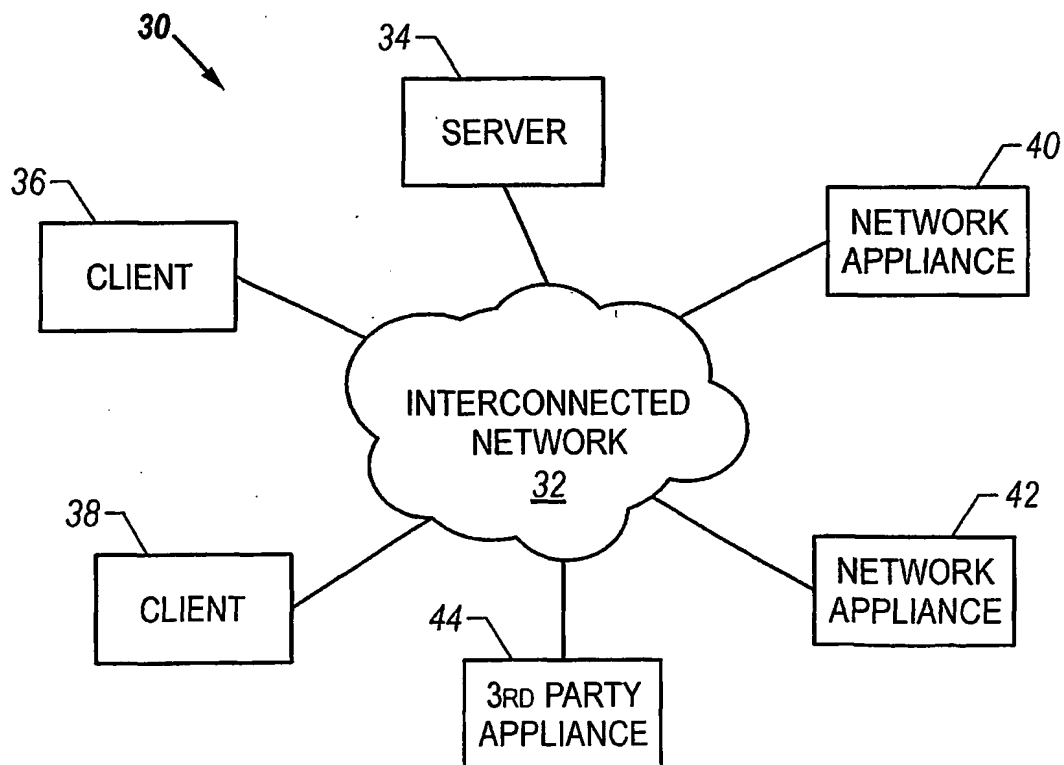 30
34
SERVER
36
CLIENT
40
NETWORK
APPLIANCE
INTERCONNECTED
NETWORK
32
38
CLIENT
42
NETWORK
APPLIANCE
44
3RD PARTY
APPLIANCE